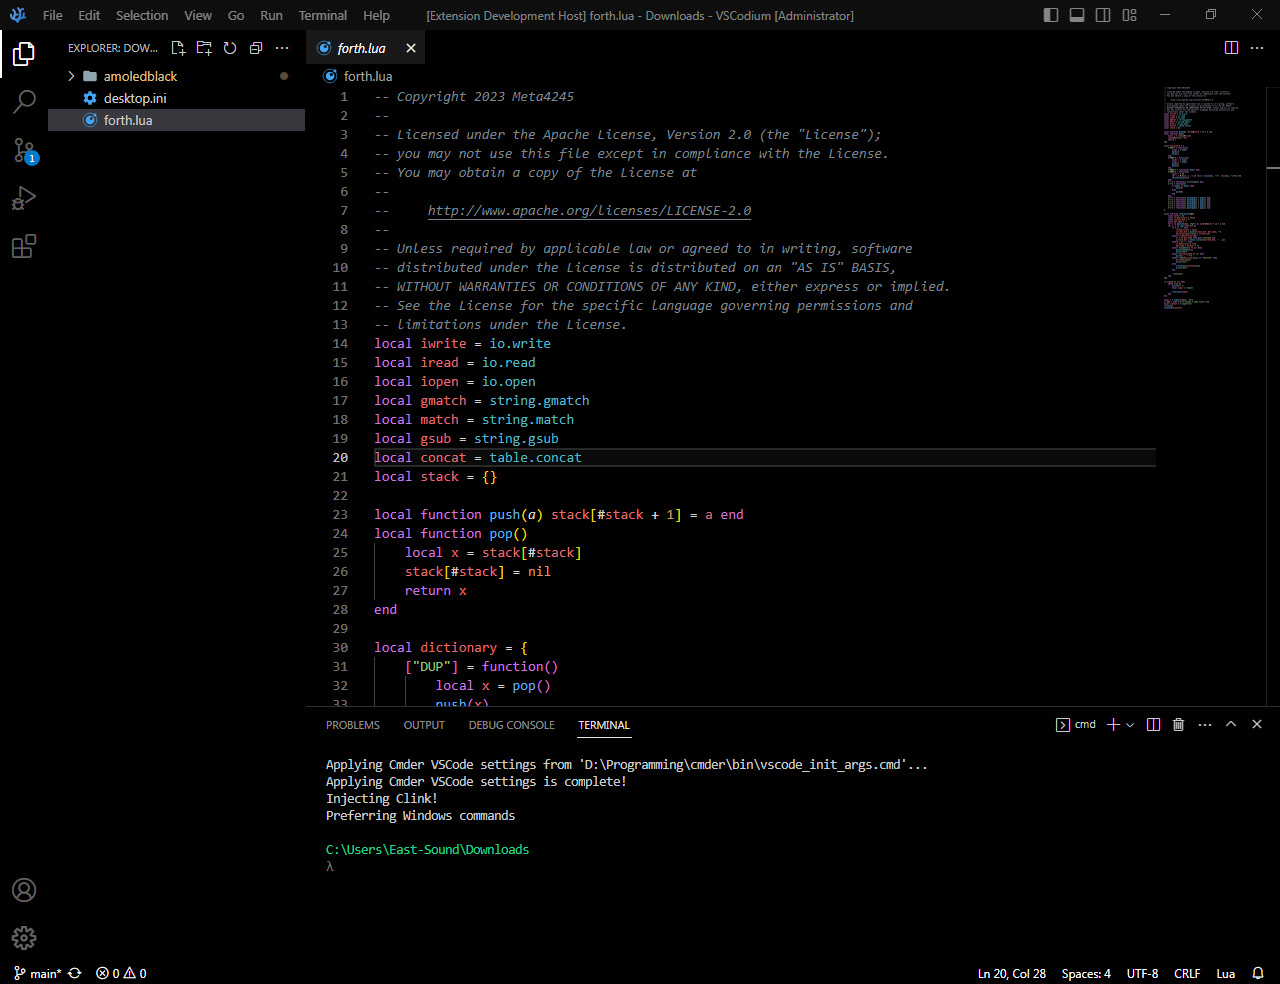 File Edit Selection View Go Run Terminal Help [Extension Development Host] forth.lua - Downloads - VSCodium [Administrator]
EXPLORER: DOW...
forth.lua
amoledblack
desktop.ini
forth.lua
1
forth.lua
1 -- Copyright 2023 Meta4245
2 --
3 -- Licensed under the Apache License, Version 2.0 (the "License");
4 -- you may not use this file except in compliance with the License.
5 -- You may obtain a copy of the License at
6 --
7 --     http://www.apache.org/licenses/LICENSE-2.0
8 --
9 -- Unless required by applicable law or agreed to in writing, software
10 -- distributed under the License is distributed on an "AS IS" BASIS,
11 -- WITHOUT WARRANTIES OR CONDITIONS OF ANY KIND, either express or implied.
12 -- See the License for the specific language governing permissions and
13 -- limitations under the License.
14 local iwrite = io.write
15 local iread = io.read
16 local iopen = io.open
17 local gmatch = string.gmatch
18 local match = string.match
19 local gsub = string.gsub
20 local concat = table.concat
21 local stack = {}
22
23 local function push(a) stack[#stack + 1] = a end
24 local function pop()
25     local x = stack[#stack]
26     stack[#stack] = nil
27     return x
28 end
29
30 local dictionary = {
31     ["DUP"] = function()
32         local x = pop()
33         push(x)
PROBLEMS OUTPUT DEBUG CONSOLE TERMINAL cmd
Applying Cmder VSCode settings from 'D:\Programming\cmder\bin\vscode_init_args.cmd'...
Applying Cmder VSCode settings is complete!
Injecting Clink!
Preferring Windows commands
C:\Users\East-Sound\Downloads
λ
main* 0 0 Ln 20, Col 28 Spaces: 4 UTF-8 CRLF Lua